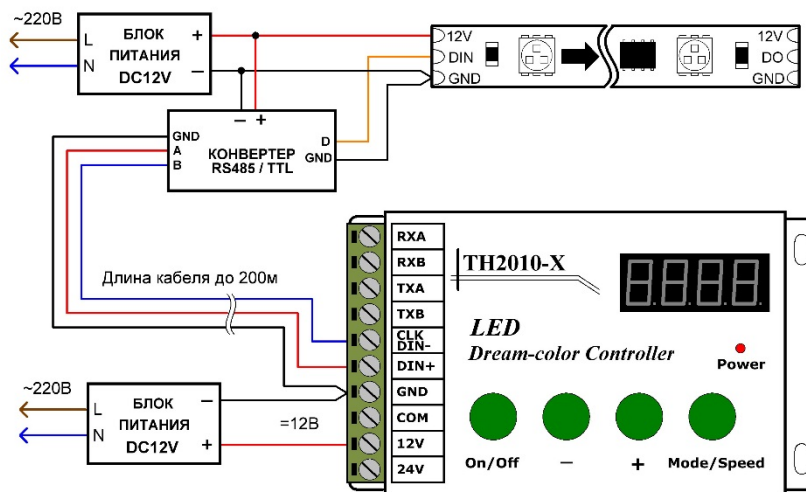 ~220В
L
N
БЛОК
ПИТАНИЯ
DC12V
+
−
12V
DIN
GND
12V
DO
GND
− +
GND
A
B
КОНВЕРТЕР
RS485 / TTL
D
GND
Длина кабеля до 200м
RXA
RXB
TXA
TXB
CLK
DIN-
DIN+
GND
COM
12V
24V
TH2010-X
LED
Dream-color Controller
Power
On/Off
−
+
Mode/Speed
~220В
L
N
БЛОК
ПИТАНИЯ
DC12V
−
+
=12В